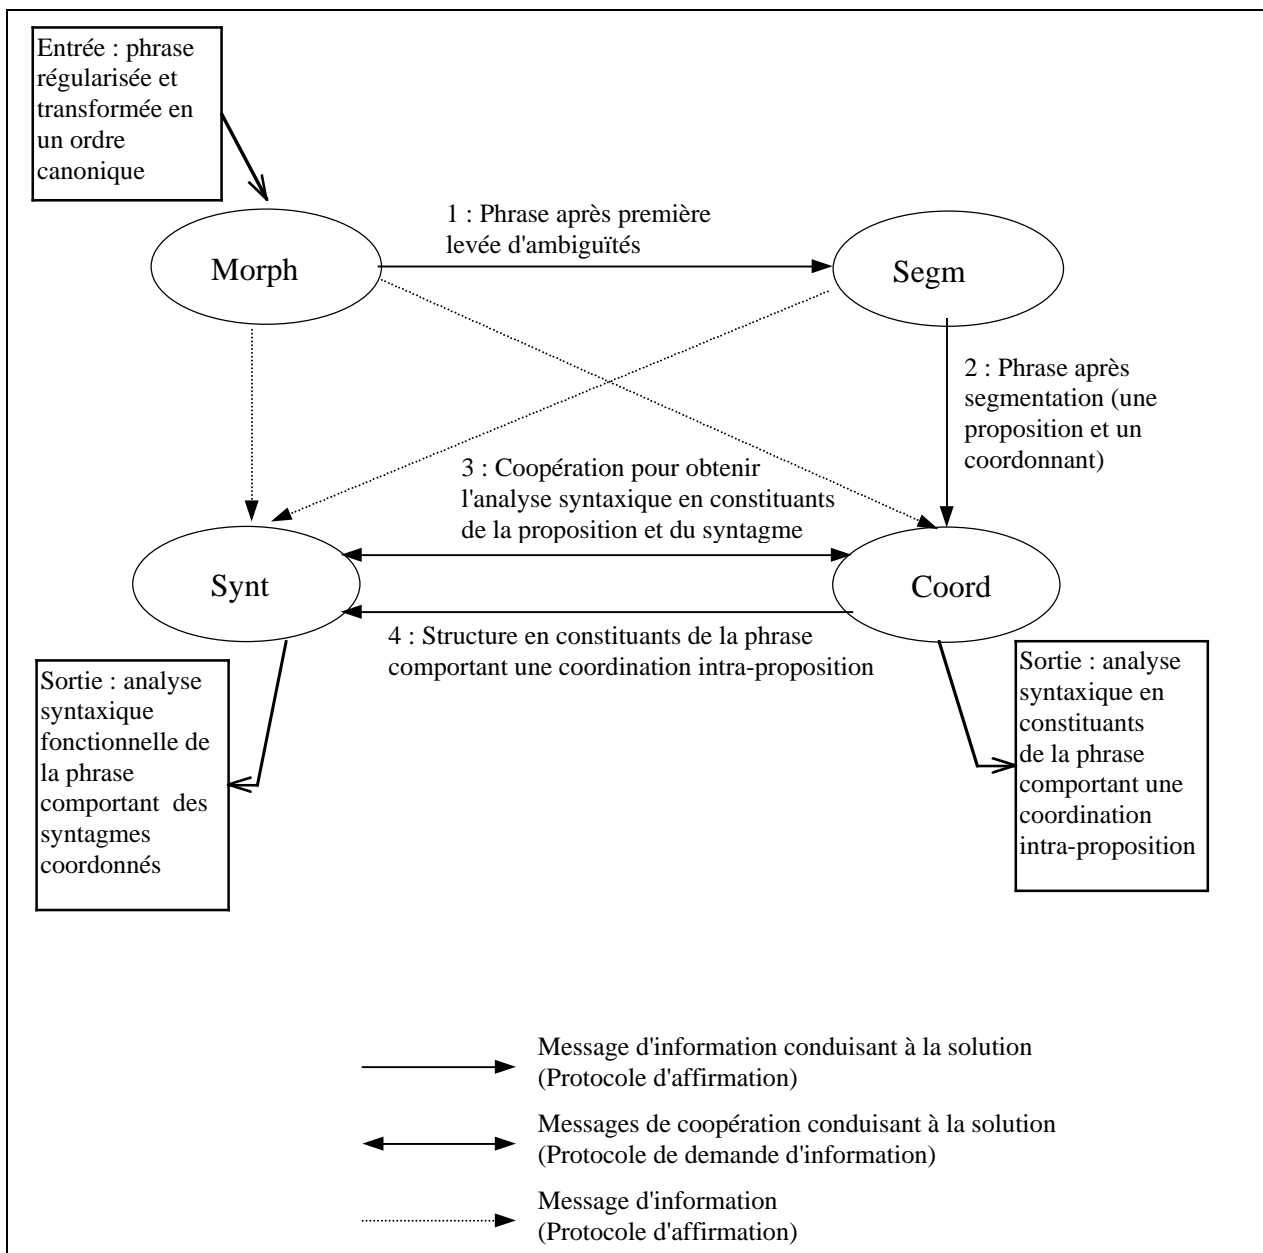 Entrée : phrase
régularisée et
transformée en
un ordre
canonique
1 : Phrase après première
levée d'ambiguïtés
Morph
Segm
2 : Phrase après
segmentation (une
proposition et un
coordonnant)
3 : Coopération pour obtenir
l'analyse syntaxique en constituants
de la proposition et du syntagme
Synt
Coord
4 : Structure en constituants de la phrase
comportant une coordination intra-proposition
Sortie : analyse
syntaxique
fonctionnelle de
la phrase
comportant des
syntagmes
coordonnés
Sortie : analyse
syntaxique en
constituants
de la phrase
comportant une
coordination
intra-proposition
Message d'information conduisant à la solution
(Protocole d'affirmation)
Messages de coopération conduisant à la solution
(Protocole de demande d'information)
Message d'information
(Protocole d'affirmation)